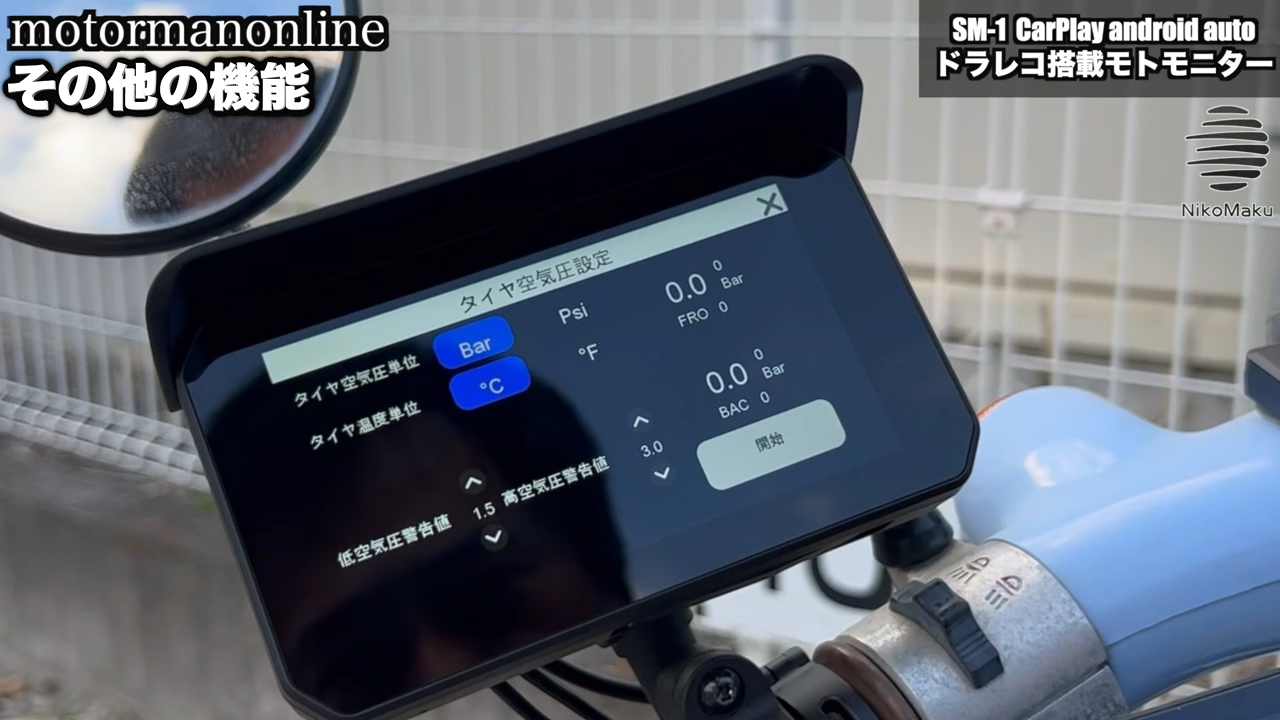 motormanonline
その他の機能
SM-1 CarPlay android auto
ドラレコ搭載モトモニター
NikoMaku
タイヤ空気圧設定
タイヤ空気圧単位 Bar Psi
タイヤ温度単位 °C °F
0.0 0 Bar
FRO 0
0.0 0 Bar
BAC 0
低空気圧警告値 1.5 高空気圧警告値 3.0
開始